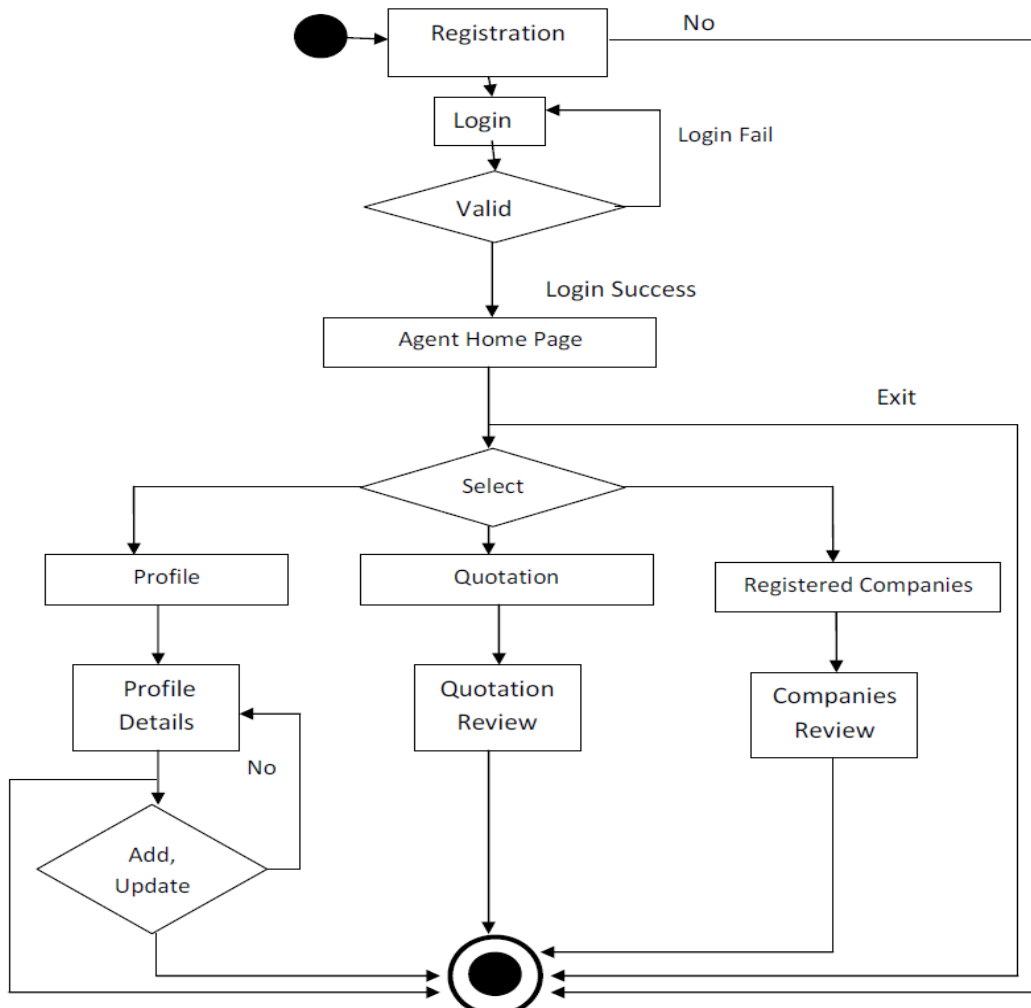 Registration
No
Login
Login Fail
Valid
Login Success
Agent Home Page
Exit
Select
Profile
Quotation
Registered Companies
Profile
Details
Quotation
Review
Companies
Review
No
Add,
Update